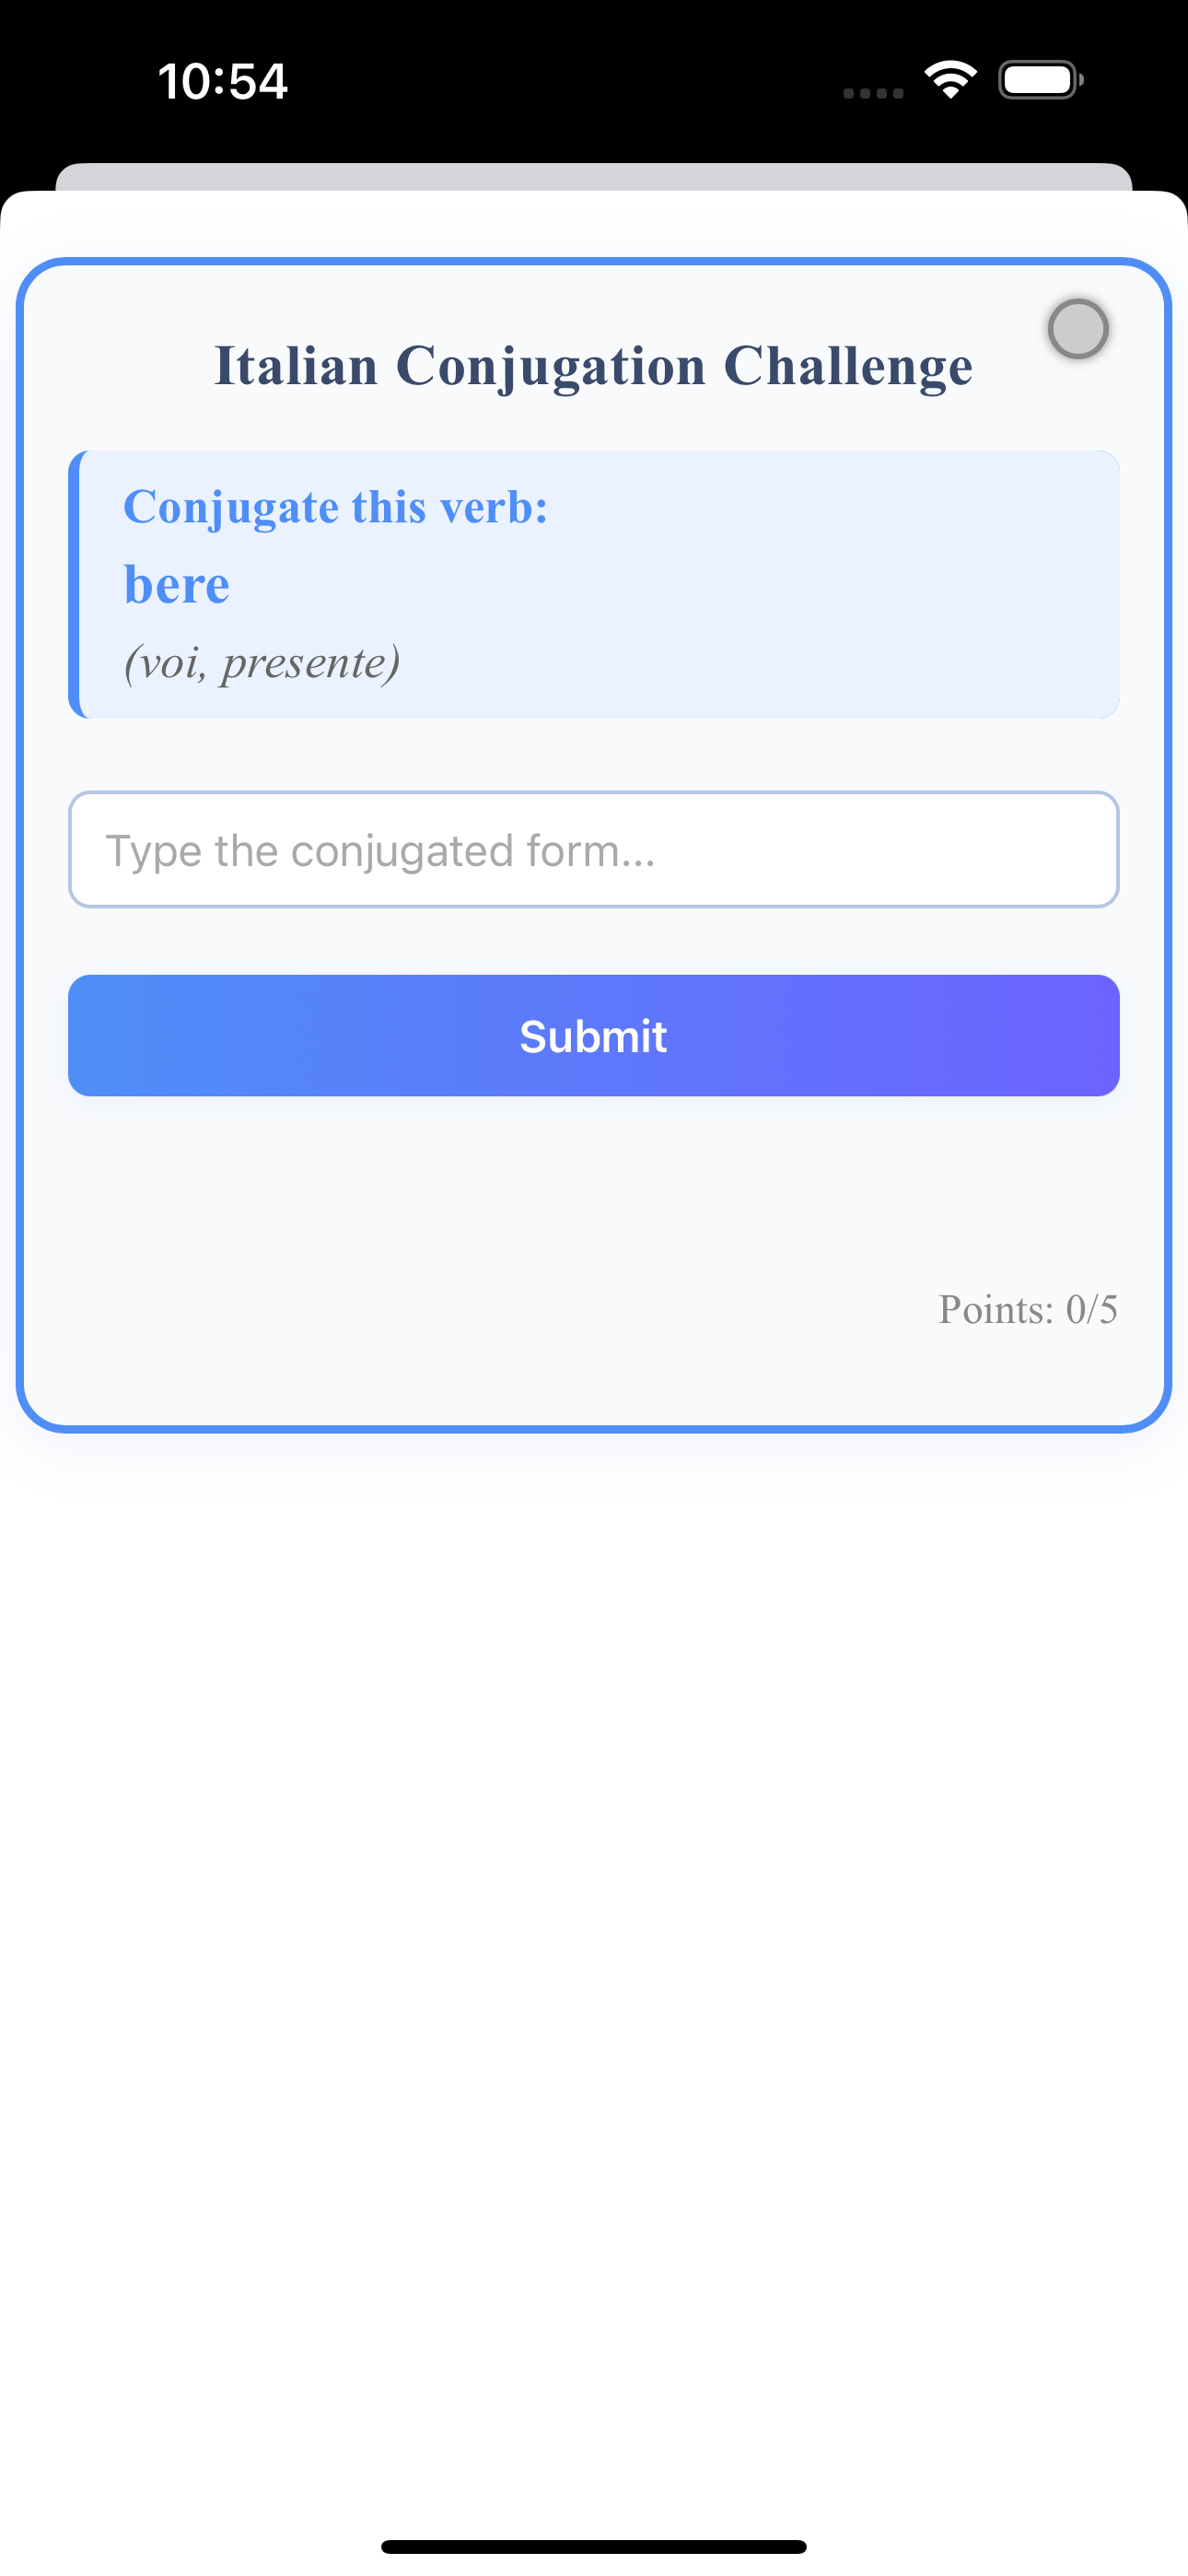 10:54
Italian Conjugation Challenge
Conjugate this verb:
bere
(voi, presente)
Type the conjugated form...
Submit
Points: 0/5